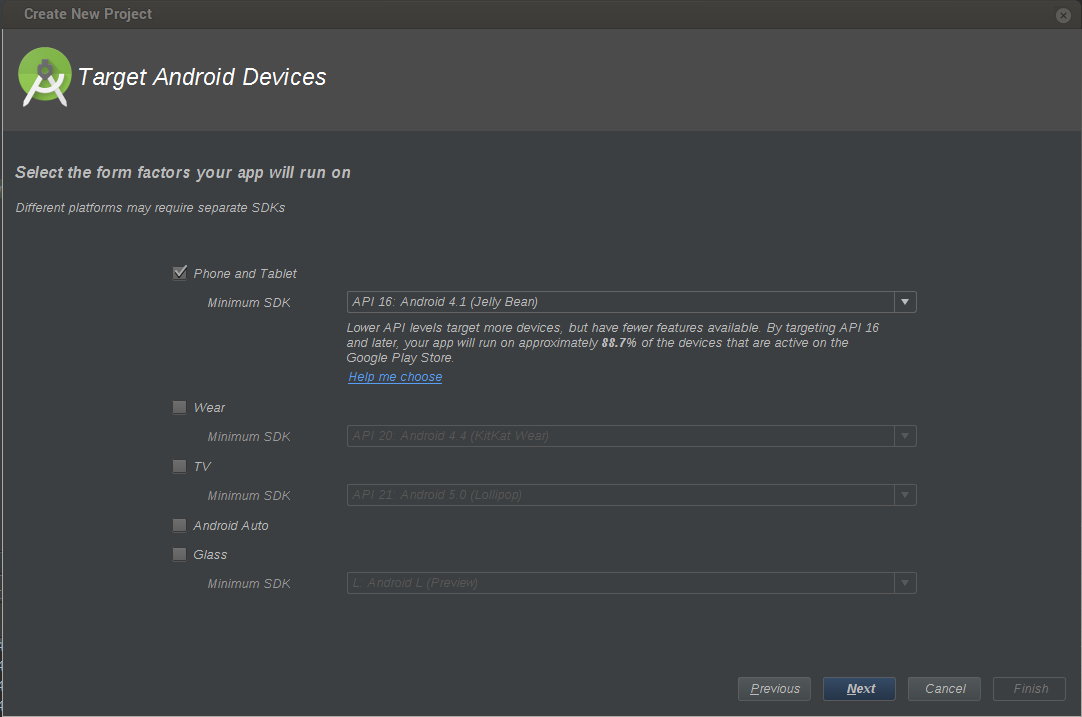 Create New Project
Target Android Devices
Select the form factors your app will run on
Different platforms may require separate SDKs
Phone and Tablet
Minimum SDK API 16: Android 4.1 (Jelly Bean)
Lower API levels target more devices, but have fewer features available. By targeting API 16
and later, your app will run on approximately 88.7% of the devices that are active on the
Google Play Store.
Help me choose
Wear
Minimum SDK API 20: Android 4.4 (KitKat Wear)
TV
Minimum SDK API 21: Android 5.0 (Lollipop)
Android Auto
Glass
Minimum SDK L: Android L (Preview)
Previous Next Cancel Finish